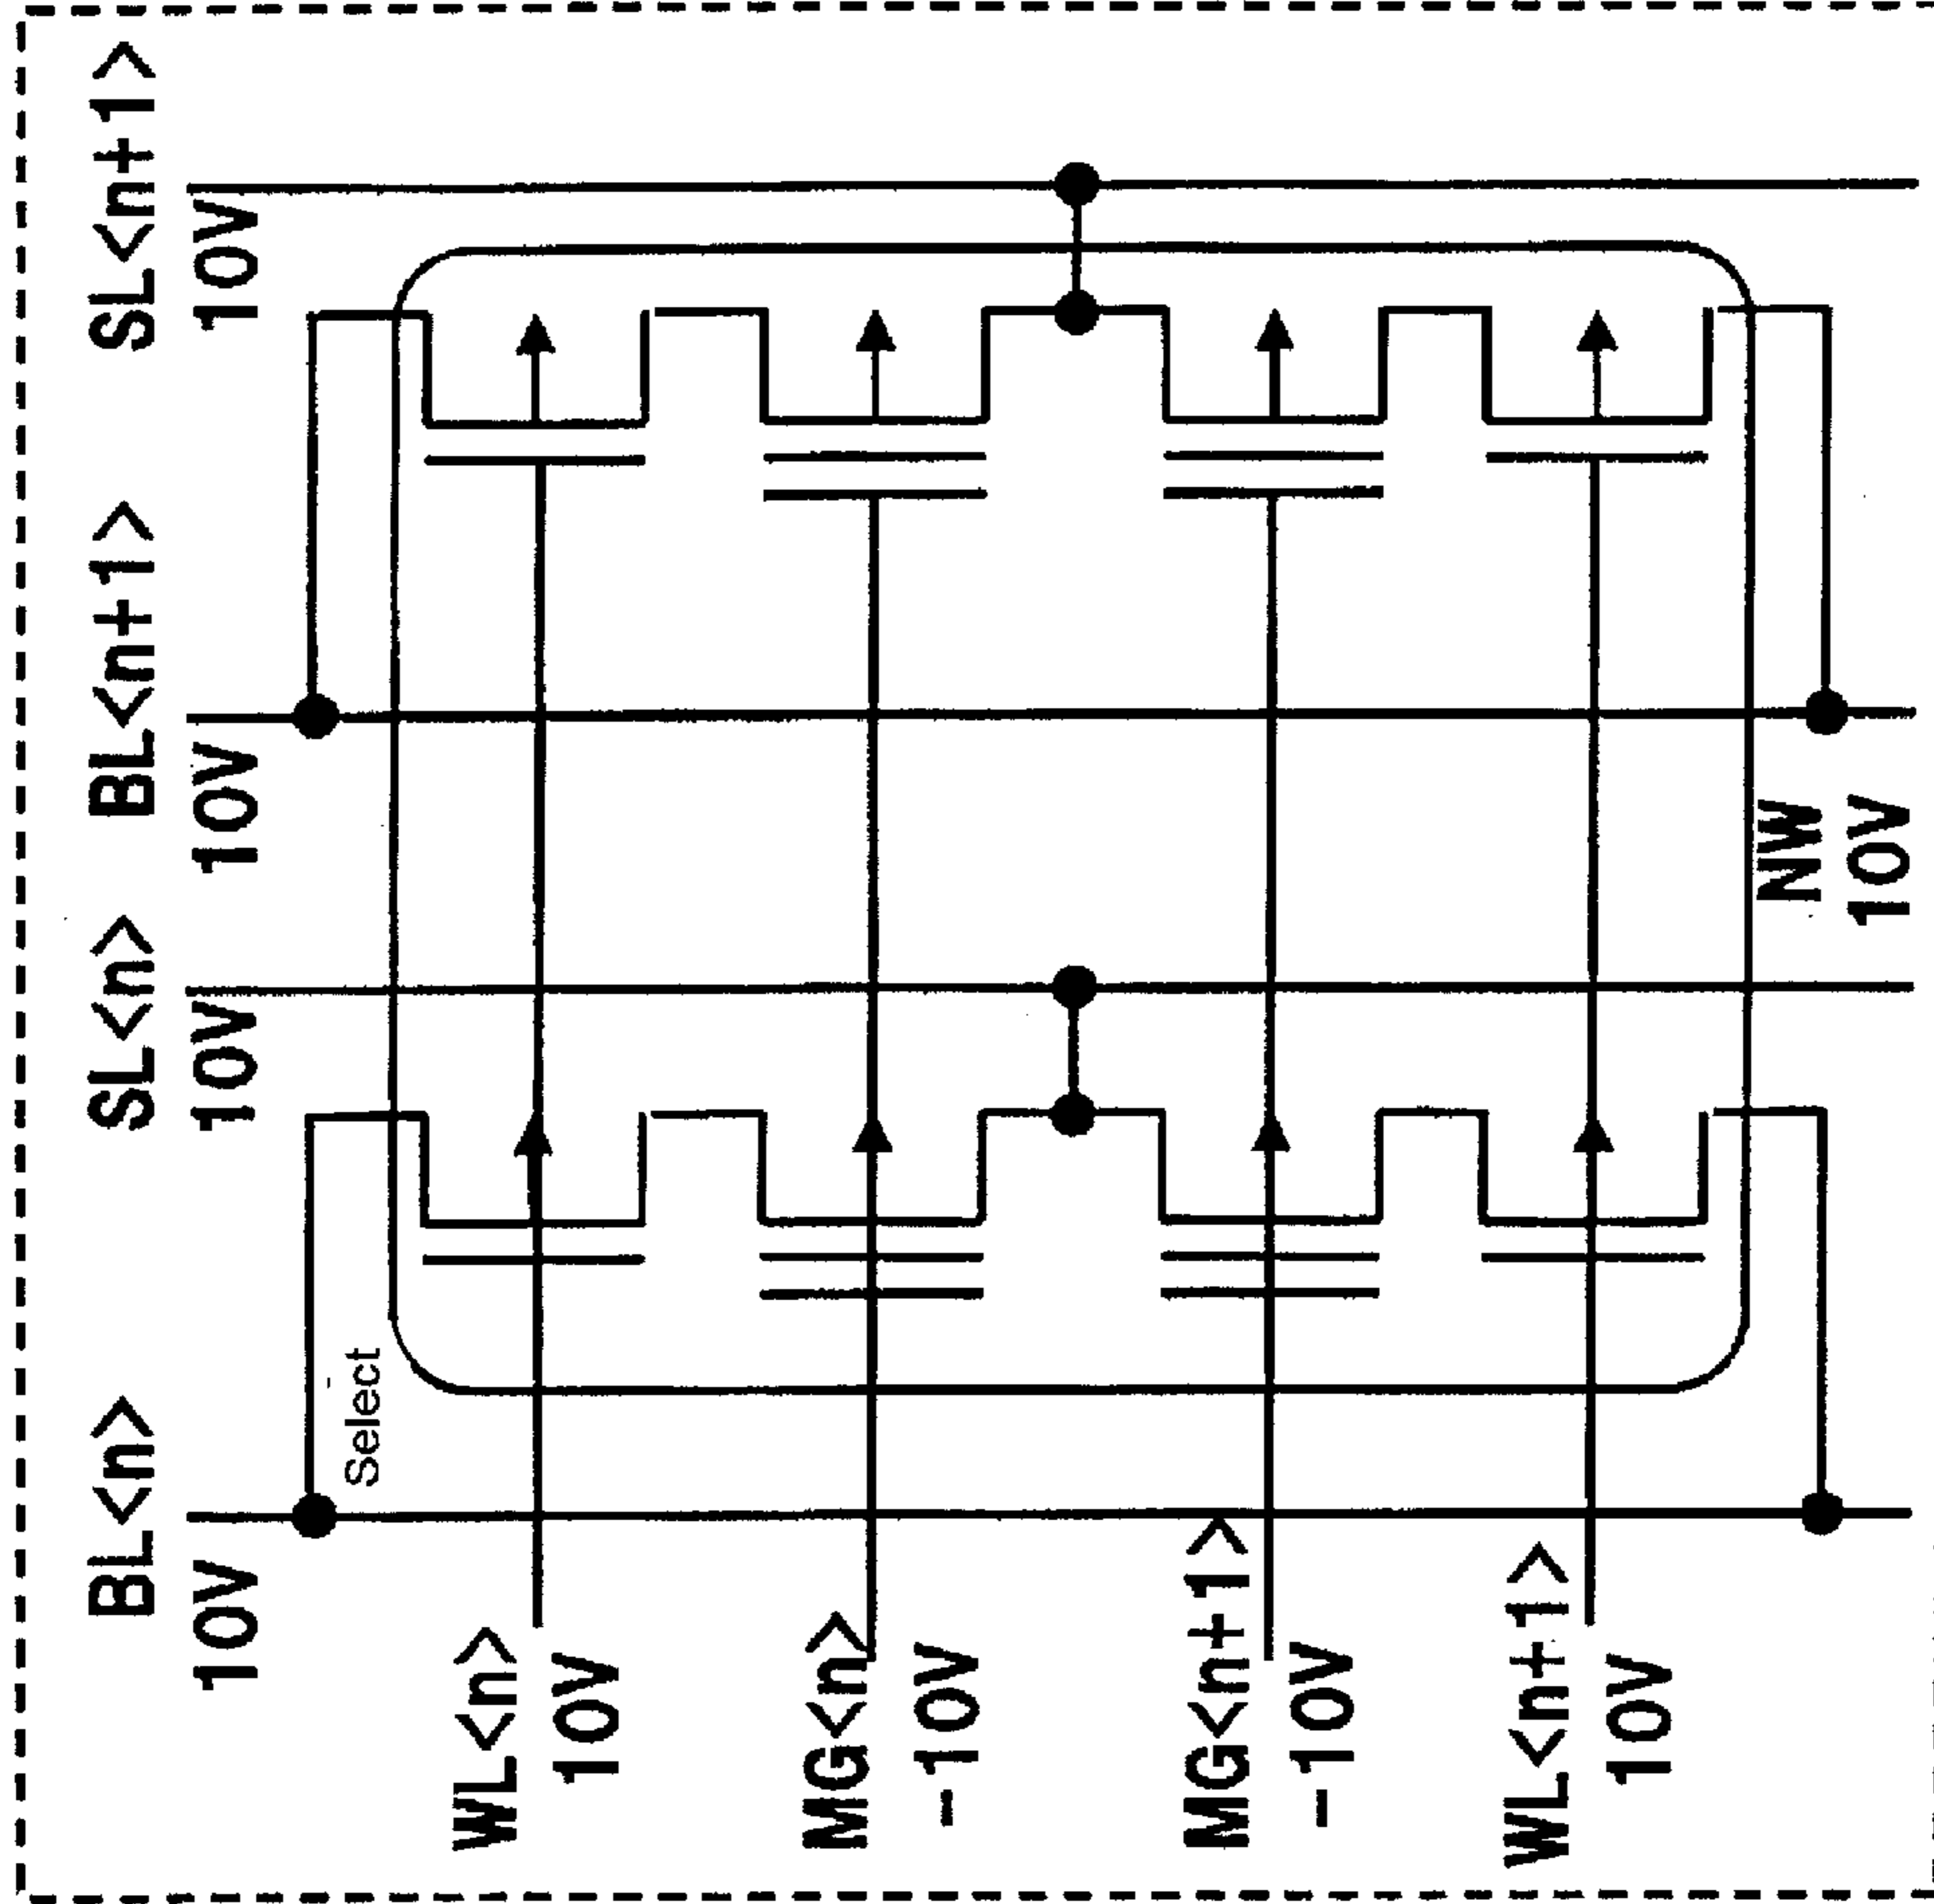 BL<n>
10V
SL<n>
10V
BL<n+1>
10V
SL<n+1>
10V
Select
WL<n>
10V
MG<n>
-10V
MG<n+1>
-10V
WL<n+1>
10V
NW
10V